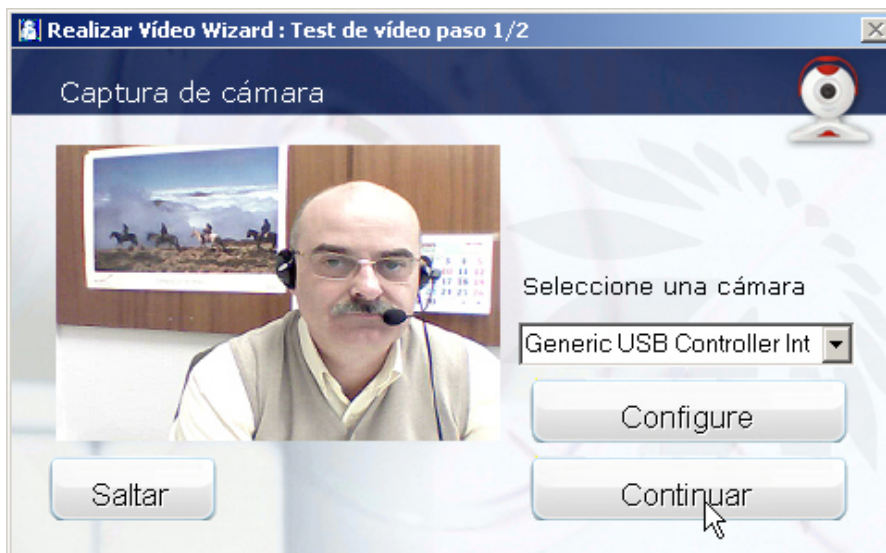 Realizar Vídeo Wizard : Test de vídeo paso 1/2
Captura de cámara
Seleccione una cámara
Generic USB Controller Int
Configure
Saltar
Continuar